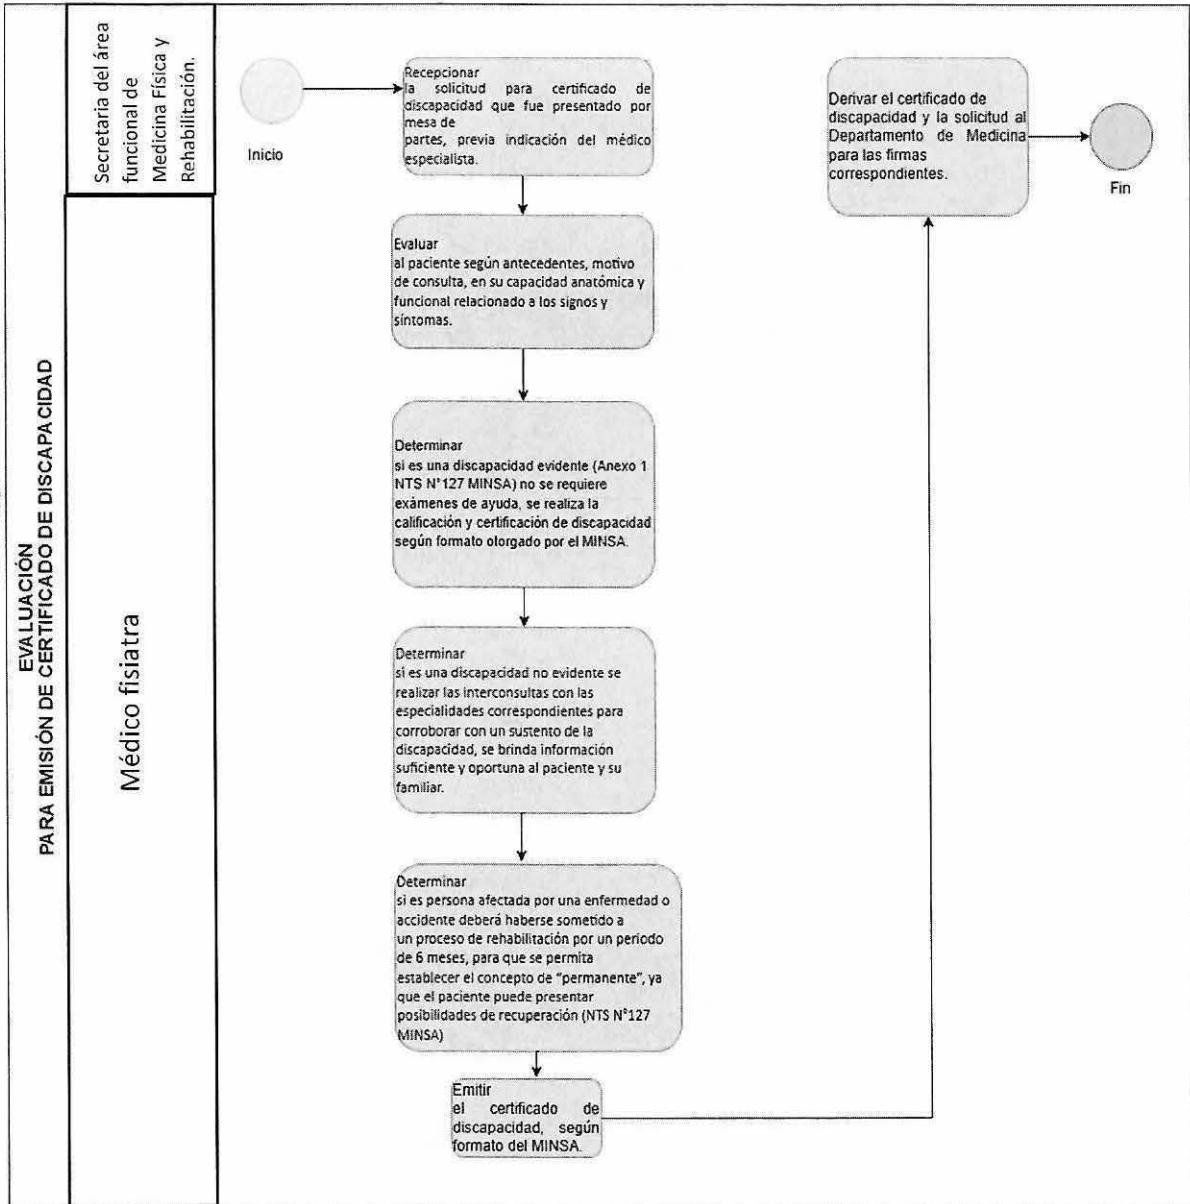 EVALUACIÓN
PARA EMISIÓN DE CERTIFICADO DE DISCAPACIDAD
Secretaria del área
funcional de
Medicina Física y
Rehabilitación.
Inicio
Recepcionar
la solicitud para certificado de
discapacidad que fue presentado por
mesa de
partes, previa indicación del médico
especialista.
Derivar el certificado de
discapacidad y la solicitud al
Departamento de Medicina
para las firmas
correspondientes.
Fin
Médico fisiatra
Evaluar
al paciente según antecedentes, motivo
de consulta, en su capacidad anatómica y
funcional relacionado a los signos y
síntomas.
Determinar
si es una discapacidad evidente (Anexo 1
NTS N°127 MINSA) no se requiere
exámenes de ayuda, se realiza la
calificación y certificación de discapacidad
según formato olorgado por el MINSA.
Determinar
si es una discapacidad no evidente se
realizar las interconsultas con las
especialidades correspondientes para
corroborar con un sustento de la
discapacidad, se brinda información
suficiente y oportuna al paciente y su
familiar.
Determinar
si es persona afectada por una enfermedad o
accidente deberá haberse sometido a
un proceso de rehabilitación por un periodo
de 6 meses, para que se permita
establecer el concepto de "permanente", ya
que el paciente puede presentar
posibilidades de recuperación (NTS N°127
MINSA)
Emitir
el certificado de
discapacidad, según
formato del MINSA.